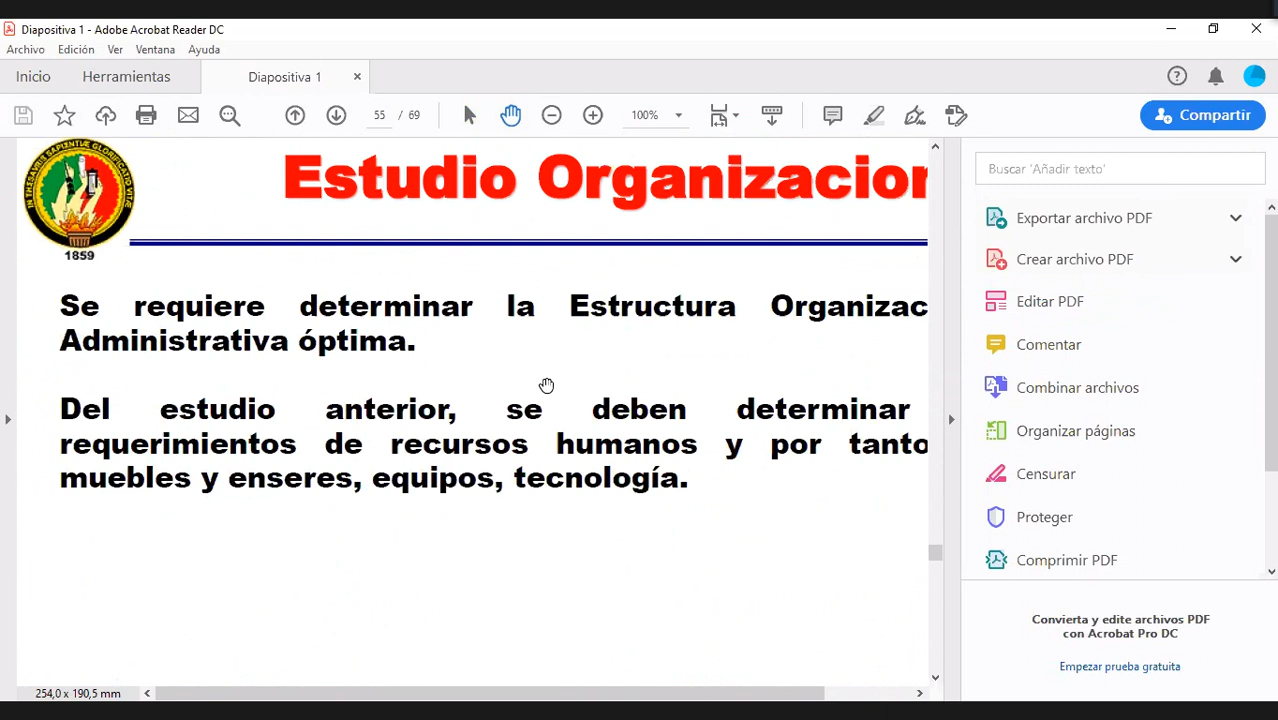 Diapositiva 1 - Adobe Acrobat Reader DC
Archivo Edición Ver Ventana Ayuda
Inicio Herramientas Diapositiva 1
55 / 69 100% Compartir
Estudio Organizacion
1859
Se requiere determinar la Estructura Organizac
Administrativa óptima.
Del estudio anterior, se deben determinar
requerimientos de recursos humanos y por tanto
muebles y enseres, equipos, tecnología.
254,0 x 190,5 mm
Buscar 'Añadir texto'
Exportar archivo PDF
Crear archivo PDF
Editar PDF
Comentar
Combinar archivos
Organizar páginas
Censurar
Proteger
Comprimir PDF
Convierta y edite archivos PDF
con Acrobat Pro DC
Empezar prueba gratuita